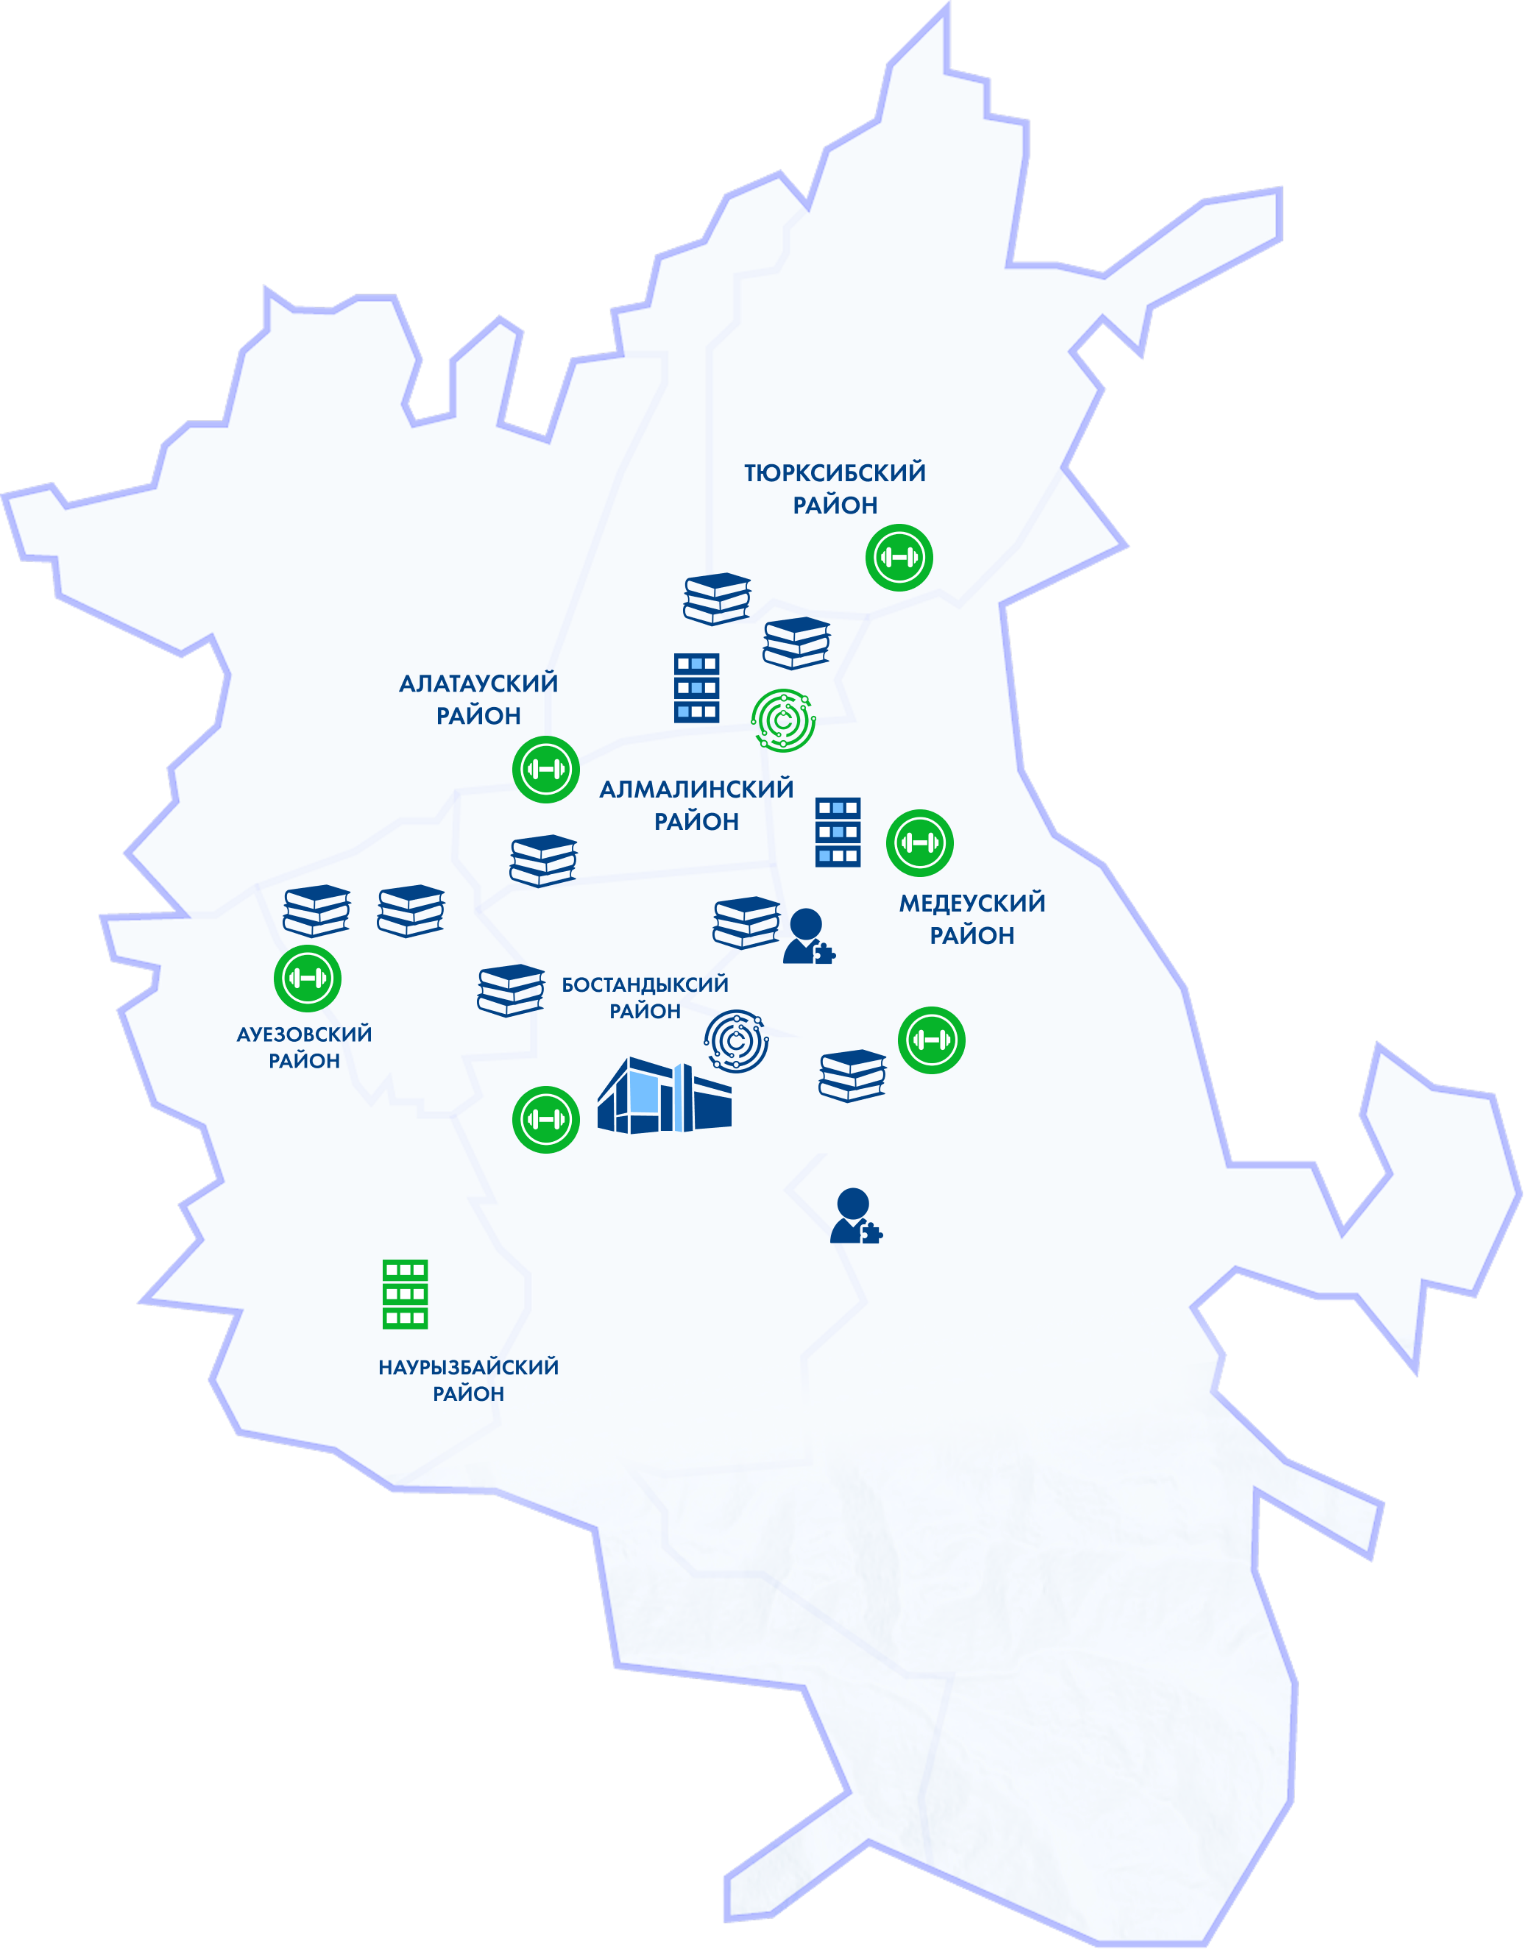 ТЮРКСИБСКИЙ
РАЙОН
АЛАТАУСКИЙ
РАЙОН
АЛМАЛИНСКИЙ
РАЙОН
МЕДЕУСКИЙ
РАЙОН
БОСТАНДЫКСИЙ
РАЙОН
АУЕЗОВСКИЙ
РАЙОН
НАУРЫЗБАЙСКИЙ
РАЙОН